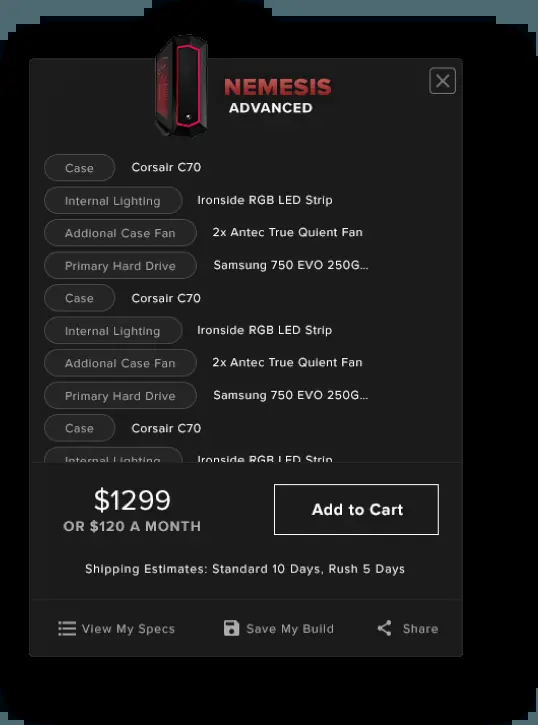 NEMESIS
ADVANCED
Case Corsair C70
Internal Lighting Ironside RGB LED Strip
Addional Case Fan 2x Antec True Quient Fan
Primary Hard Drive Samsung 750 EVO 250G...
Case Corsair C70
Internal Lighting Ironside RGB LED Strip
Addional Case Fan 2x Antec True Quient Fan
Primary Hard Drive Samsung 750 EVO 250G...
Case Corsair C70
Internal Lighting Ironside RGB LED Strip
$1299
OR $120 A MONTH
Add to Cart
Shipping Estimates: Standard 10 Days, Rush 5 Days
View My Specs Save My Build Share